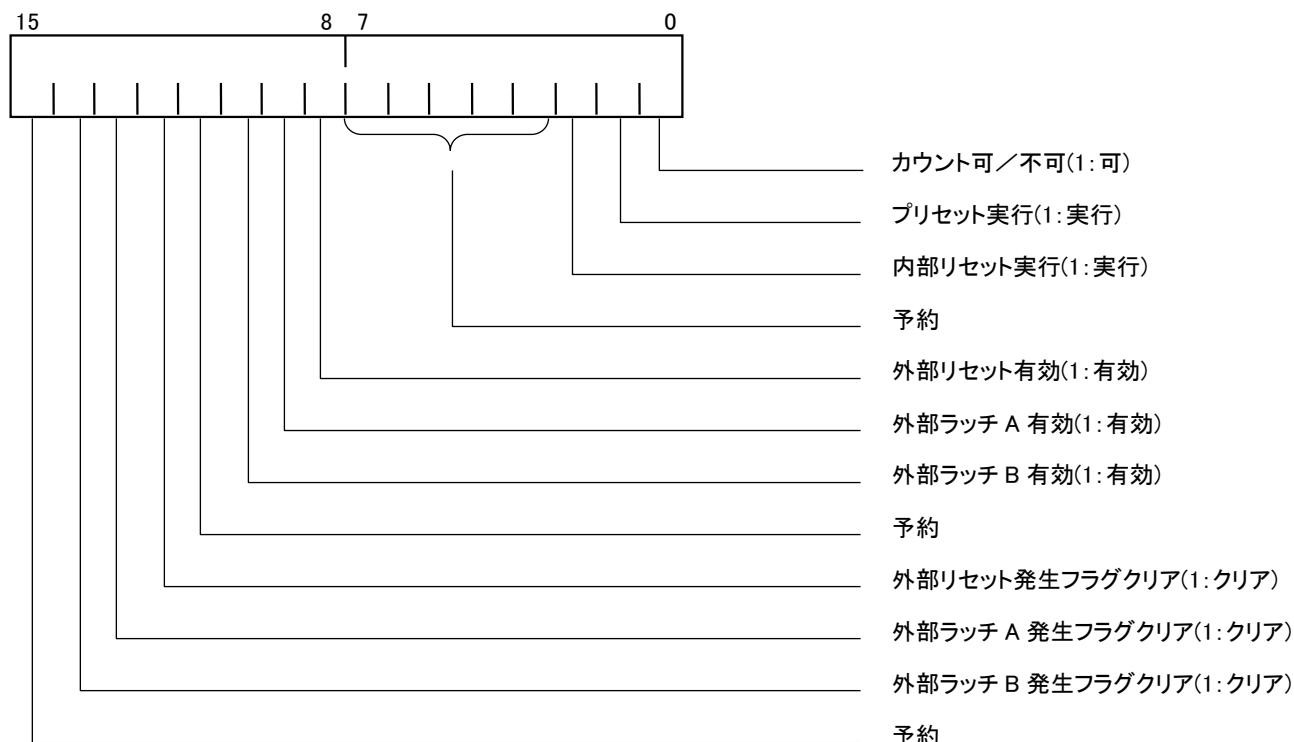 15 8 7 0
カウント可／不可(1:可)
プリセット実行(1:実行)
内部リセット実行(1:実行)
予約
外部リセット有効(1:有効)
外部ラッチ A 有効(1:有効)
外部ラッチ B 有効(1:有効)
予約
外部リセット発生フラグクリア(1:クリア)
外部ラッチ A 発生フラグクリア(1:クリア)
外部ラッチ B 発生フラグクリア(1:クリア)
予約